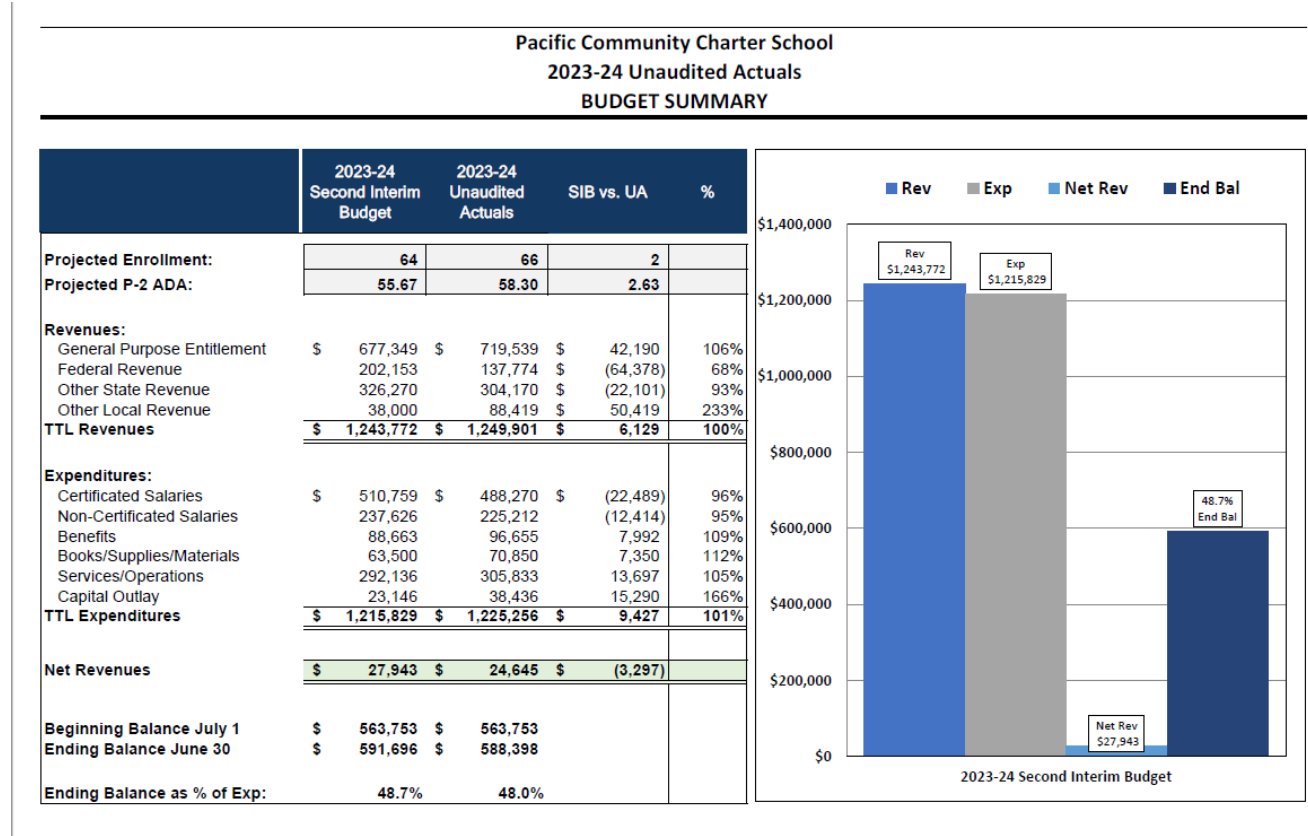 Pacific Community Charter School
2023-24 Unaudited Actuals
BUDGET SUMMARY
2023-24 Second Interim Budget 2023-24 Unaudited Actuals SIB vs. UA %
Projected Enrollment: 64 66 2
Projected P-2 ADA: 55.67 58.30 2.63
Revenues:
General Purpose Entitlement $ 677,349 $ 719,539 $ 42,190 106%
Federal Revenue 202,153 137,774 $ (64,378) 68%
Other State Revenue 326,270 304,170 $ (22,101) 93%
Other Local Revenue 38,000 88,419 $ 50,419 233%
TTL Revenues $ 1,243,772 $ 1,249,901 $ 6,129 100%
Expenditures:
Certificated Salaries $ 510,759 $ 488,270 $ (22,489) 96%
Non-Certificated Salaries 237,626 225,212 (12,414) 95%
Benefits 88,663 96,655 7,992 109%
Books/Supplies/Materials 63,500 70,850 7,350 112%
Services/Operations 292,136 305,833 13,697 105%
Capital Outlay 23,146 38,436 15,290 166%
TTL Expenditures $ 1,215,829 $ 1,225,256 $ 9,427 101%
Net Revenues $ 27,943 $ 24,645 $ (3,297)
Beginning Balance July 1 $ 563,753 $ 563,753
Ending Balance June 30 $ 591,696 $ 588,398
Ending Balance as % of Exp: 48.7% 48.0%
Rev Exp Net Rev End Bal
$1,400,000
$1,200,000
$1,000,000
$800,000
$600,000
$400,000
$200,000
$0
Rev
$1,243,772
Exp
$1,215,829
Net Rev
$27,943
48.7%
End Bal
2023-24 Second Interim Budget